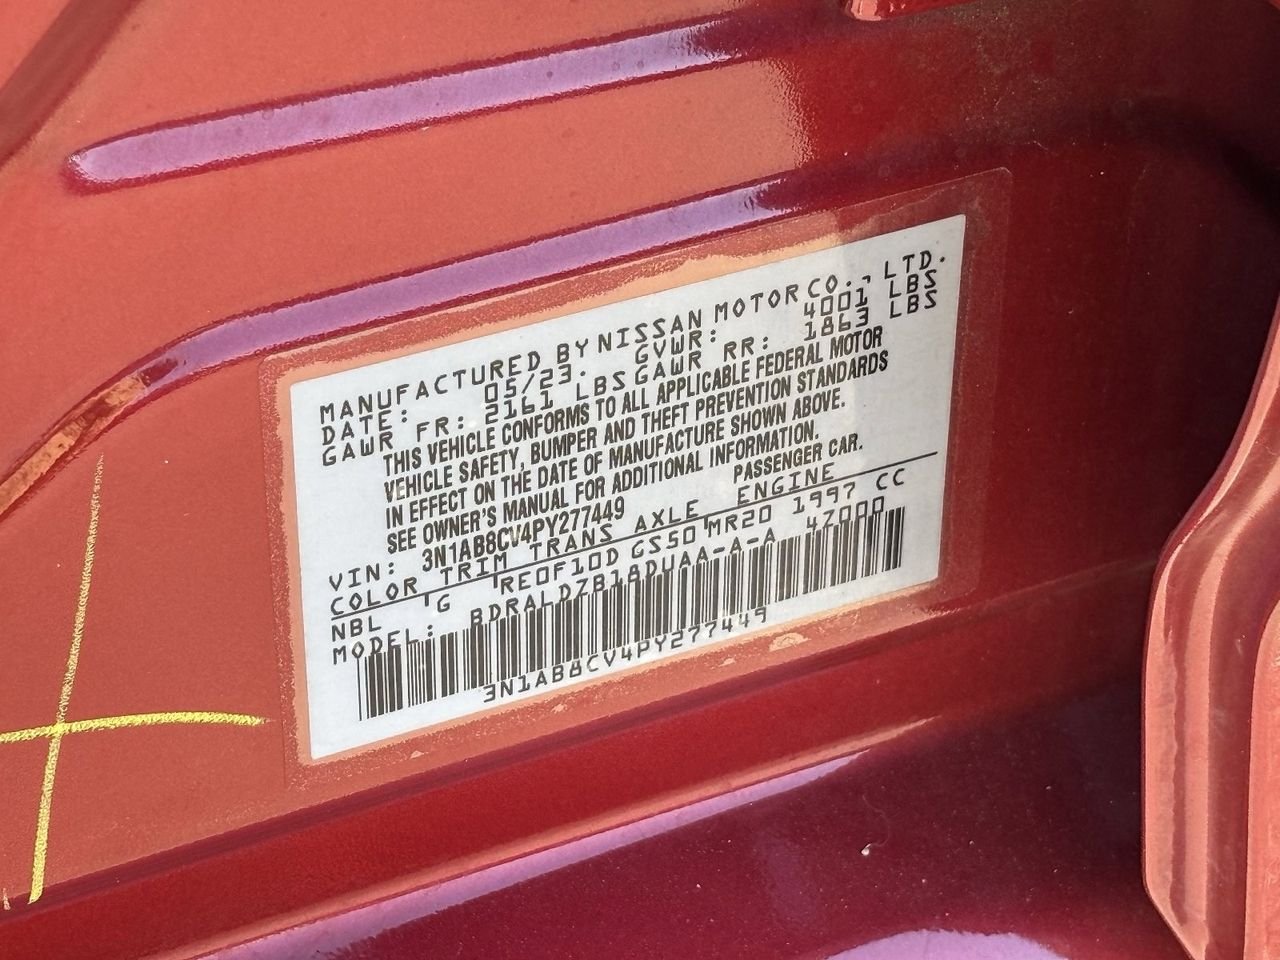 MANUFACTURED BY NISSAN MOTOR CO., LTD.
DATE: 05/23. GVWR: 4001 LBS
GAWR FR: 2161 LBS GAWR RR: 1863 LBS
THIS VEHICLE CONFORMS TO ALL APPLICABLE FEDERAL MOTOR
VEHICLE SAFETY, BUMPER AND THEFT PREVENTION STANDARDS
IN EFFECT ON THE DATE OF MANUFACTURE SHOWN ABOVE.
SEE OWNER'S MANUAL FOR ADDITIONAL INFORMATION.
VIN: 3N1AB8CV4PY277449 PASSENGER CAR.
COLOR TRIM TRANS AXLE ENGINE
NBL G RE0F10D GS50 MR20 1997 CC
MODEL: BDRALDZB18DUAA-A-A 47000
3N1AB8CV4PY277449